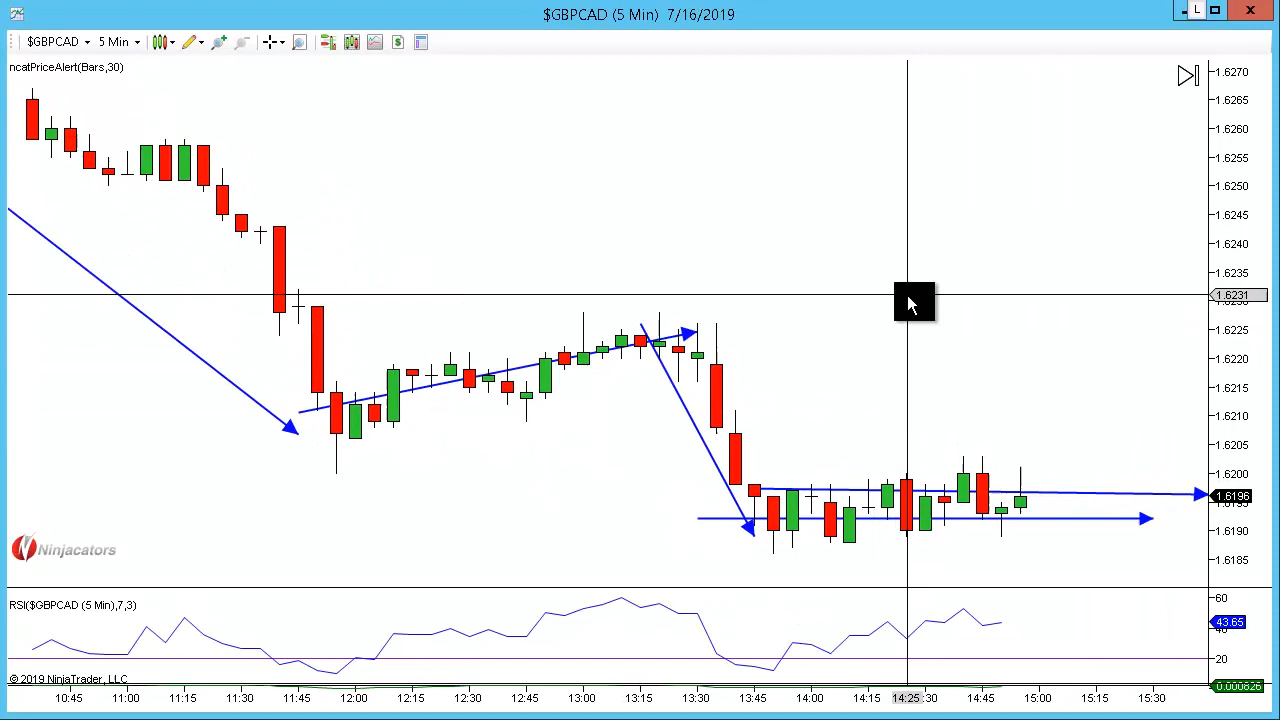 $GBPCAD (5 Min) 7/16/2019
L
$GBPCAD 5 Min
ncatPriceAlert(Bars,30)
1.6270
1.6265
1.6260
1.6255
1.6250
1.6245
1.6240
1.6235
1.6231
1.6225
1.6220
1.6215
1.6210
1.6205
1.6200
1.6196
1.6190
1.6185
Ninjacators
RSI($GBPCAD (5 Min),7,3)
60
43.65
20
© 2019 NinjaTrader, LLC
0.000826
10:45 11:00 11:15 11:30 11:45 12:00 12:15 12:30 12:45 13:00 13:15 13:30 13:45 14:00 14:15 14:25 :30 14:45 15:00 15:15 15:30